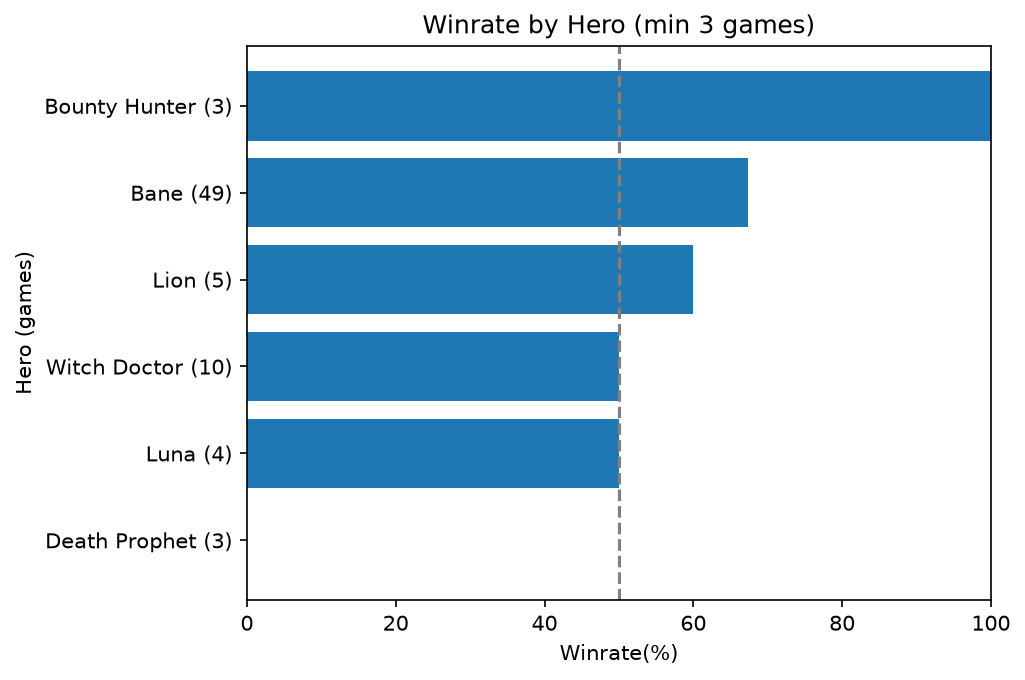 Winrate by Hero (min 3 games)
Hero (games)
Bounty Hunter (3)
Bane (49)
Lion (5)
Witch Doctor (10)
Luna (4)
Death Prophet (3)
0 20 40 60 80 100
Winrate(%)